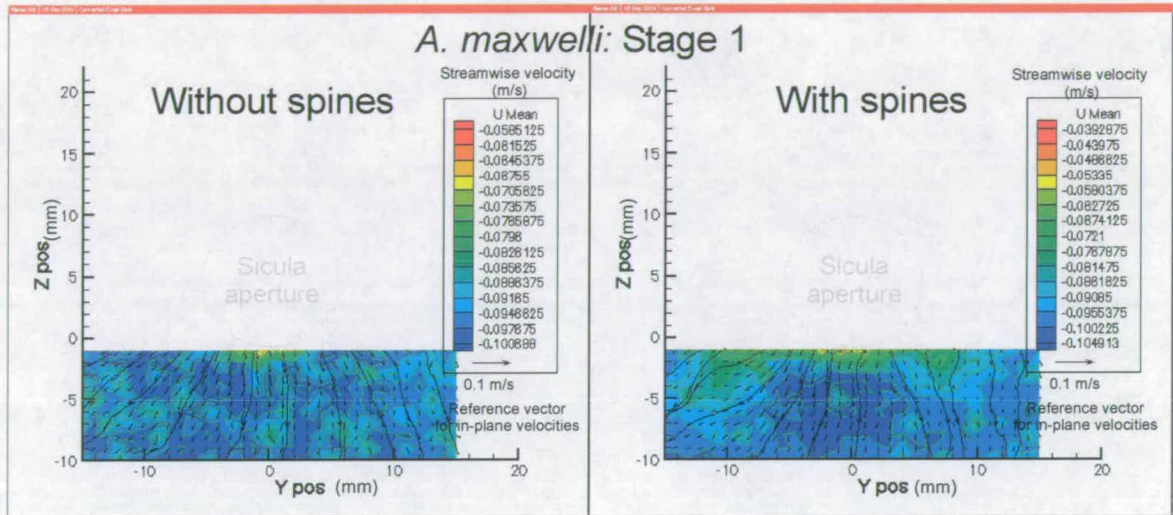 A. maxwelli: Stage 1
Without spines
Streamwise velocity
(m/s)
U Mean
-0.0585125
-0.081525
-0.0845375
-0.08755
-0.0705625
-0.073575
-0.0765875
-0.0796
-0.0826125
-0.085625
-0.0886375
-0.09165
-0.0946625
-0.097675
-0.100688
0.1 m/s
Reference vector
for in-plane velocities
Sicula
aperture
Z pos (mm)
20
15
10
5
0
-5
-10
-10
0
10
20
Y pos (mm)
With spines
Streamwise velocity
(m/s)
U Mean
-0.0392875
-0.043975
-0.0486625
-0.05335
-0.0580375
-0.062725
-0.0674125
-0.0721
-0.0767875
-0.081475
-0.0861625
-0.09085
-0.0955375
-0.100225
-0.104913
0.1 m/s
Reference vector
for in-plane velocities
Sicula
aperture
Z pos (mm)
20
15
10
5
0
-5
-10
-10
0
10
20
Y pos (mm)